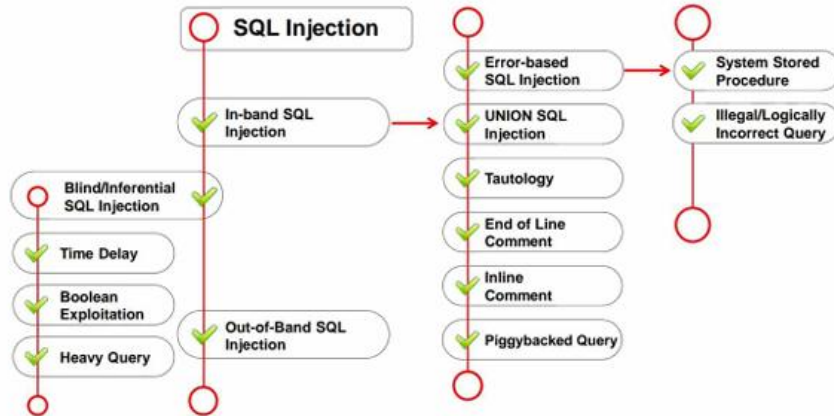 SQL Injection
In-band SQL
Injection
Blind/Inferential
SQL Injection
Time Delay
Boolean
Exploitation
Heavy Query
Out-of-Band SQL
Injection
Error-based
SQL Injection
UNION SQL
Injection
Tautology
End of Line
Comment
Inline
Comment
Piggybacked Query
System Stored
Procedure
Illegal/Logically
Incorrect Query